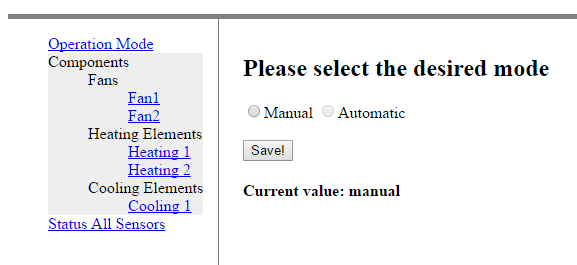 Operation Mode
Components
Fans
Fan1
Fan2
Heating Elements
Heating 1
Heating 2
Cooling Elements
Cooling 1
Status All Sensors
Please select the desired mode
Manual Automatic
Save!
Current value: manual